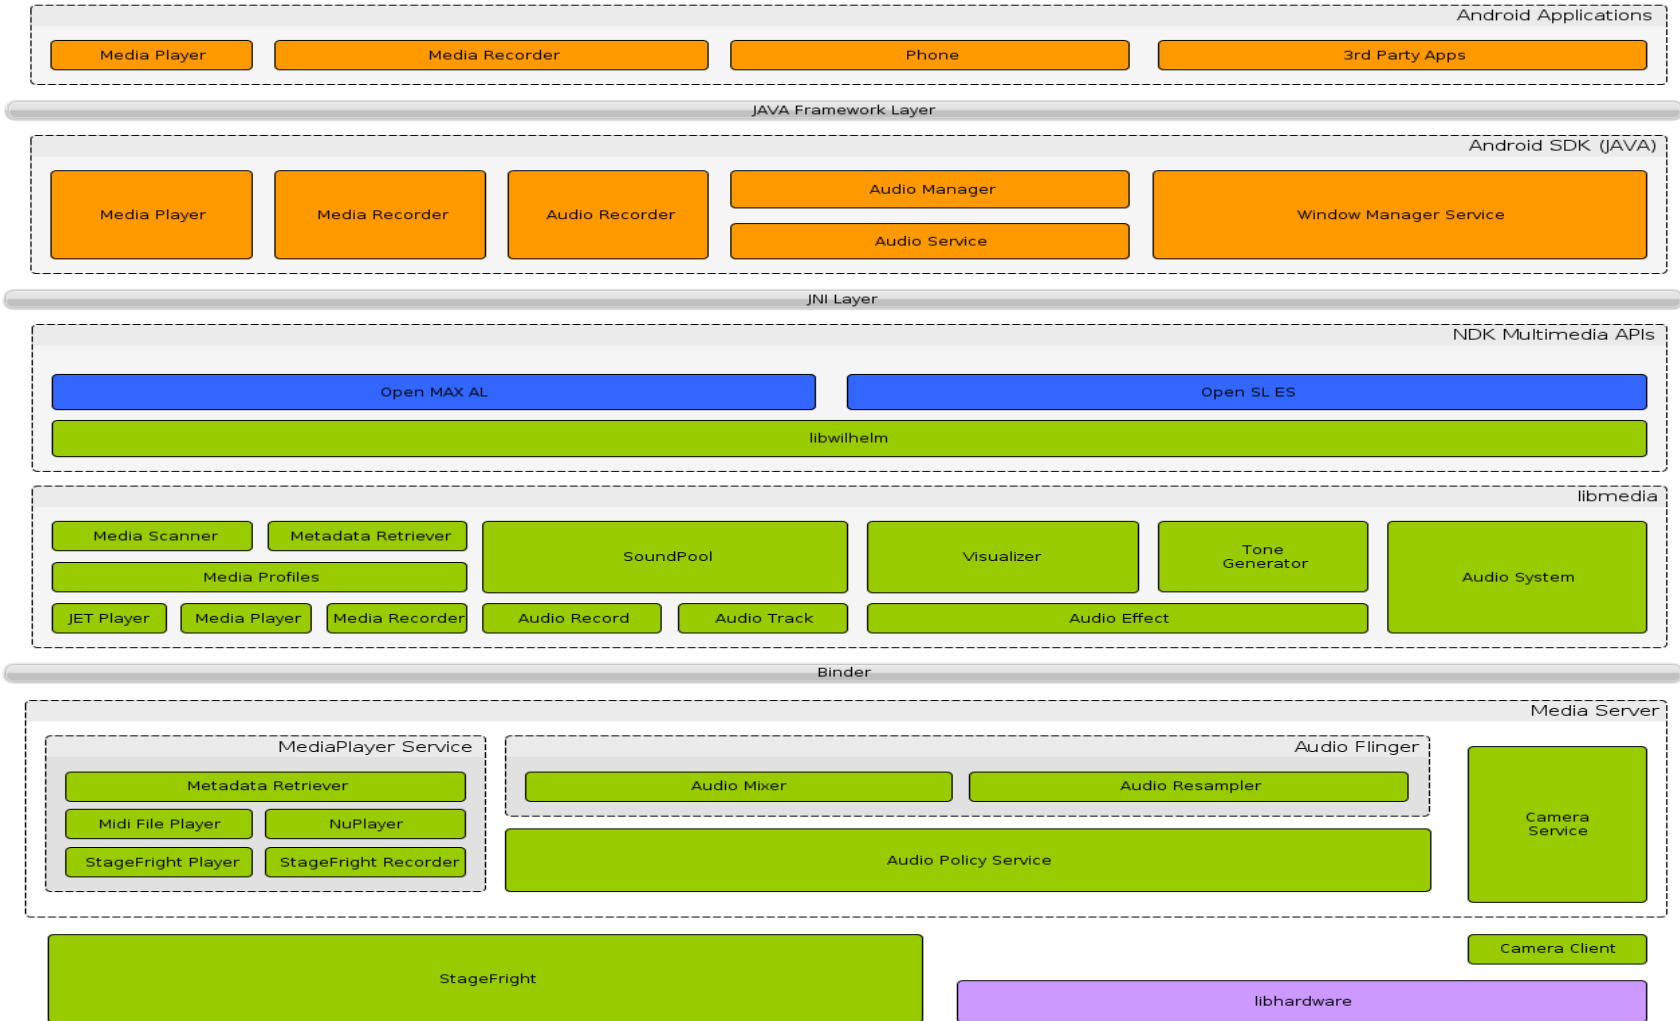 Android Applications
Media Player
Media Recorder
Phone
3rd Party Apps
JAVA Framework Layer
Android SDK (JAVA)
Media Player
Media Recorder
Audio Recorder
Audio Manager
Audio Service
Window Manager Service
JNI Layer
NDK Multimedia APIs
Open MAX AL
Open SL ES
libwilhelm
libmedia
Media Scanner
Metadata Retriever
Media Profiles
JET Player
Media Player
Media Recorder
SoundPool
Audio Record
Audio Track
Visualizer
Tone
Generator
Audio Effect
Audio System
Binder
Media Server
MediaPlayer Service
Metadata Retriever
Midi File Player
NuPlayer
StageFright Player
StageFright Recorder
Audio Flinger
Audio Mixer
Audio Resampler
Audio Policy Service
Camera
Service
StageFright
Camera Client
libhardware